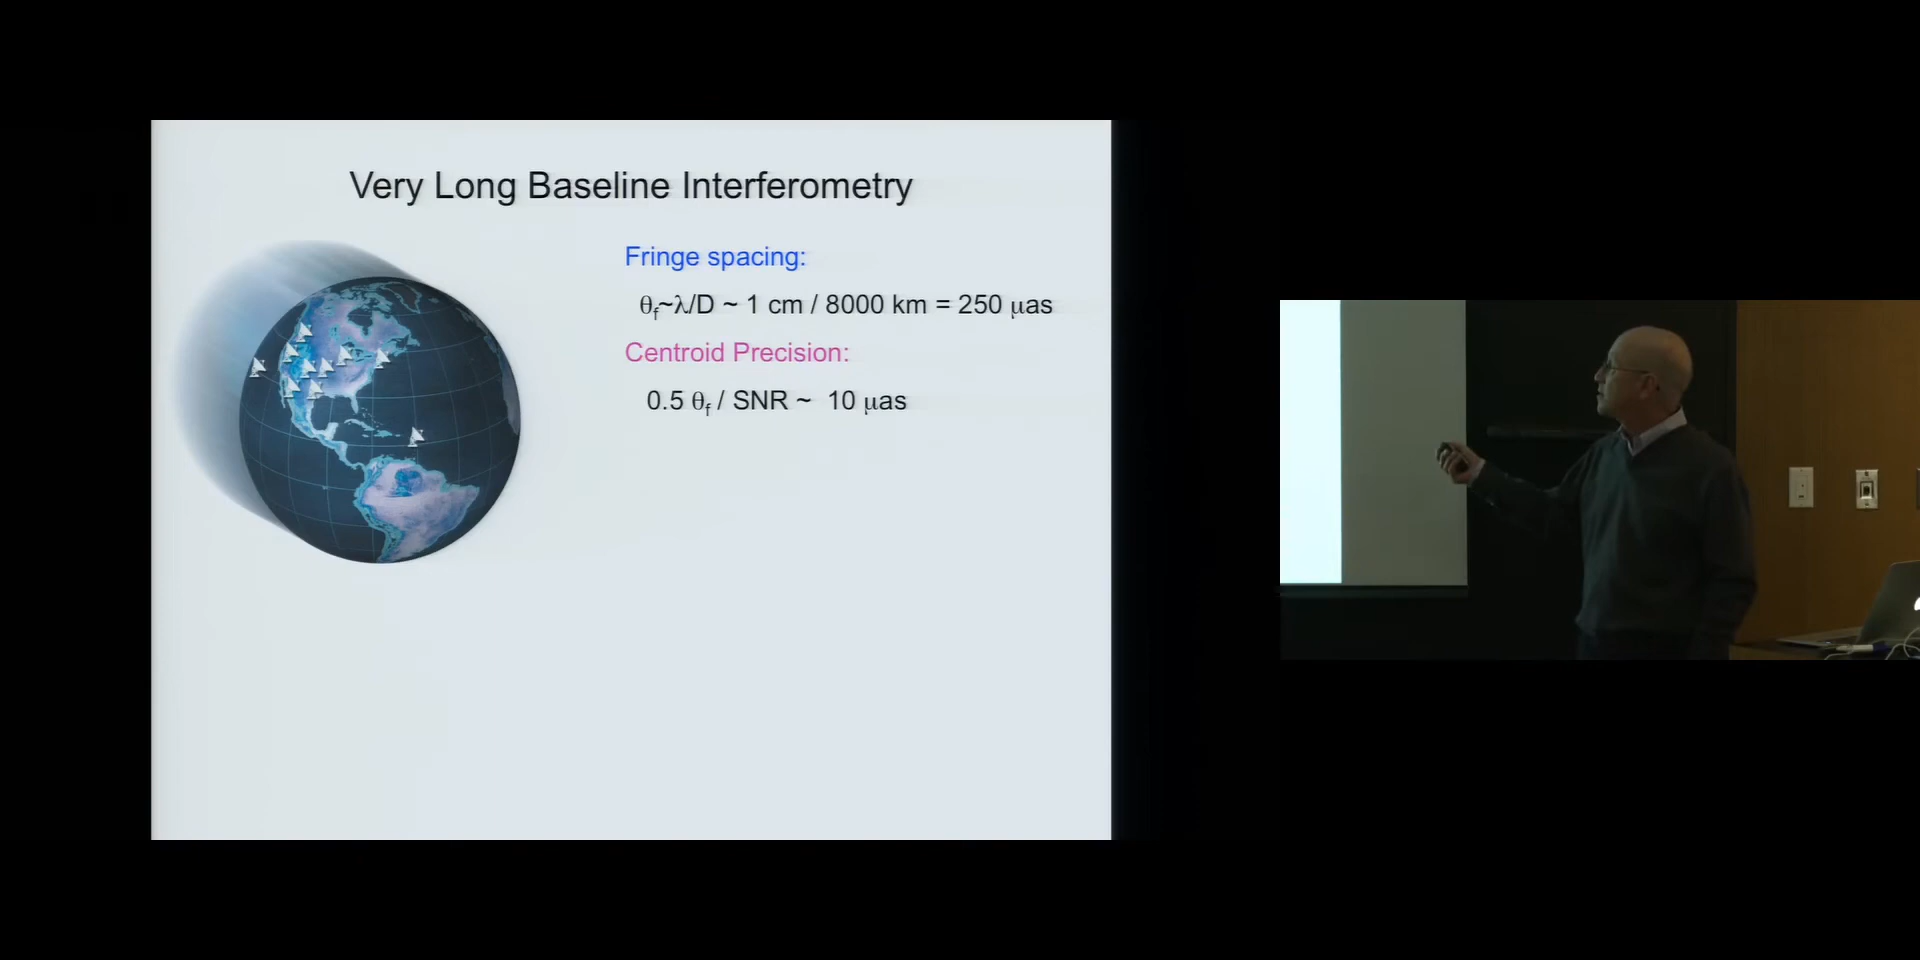 Very Long Baseline Interferometry
Fringe spacing:
θf~λ/D ~ 1 cm / 8000 km = 250 μas
Centroid Precision:
0.5 θf / SNR ~ 10 μas